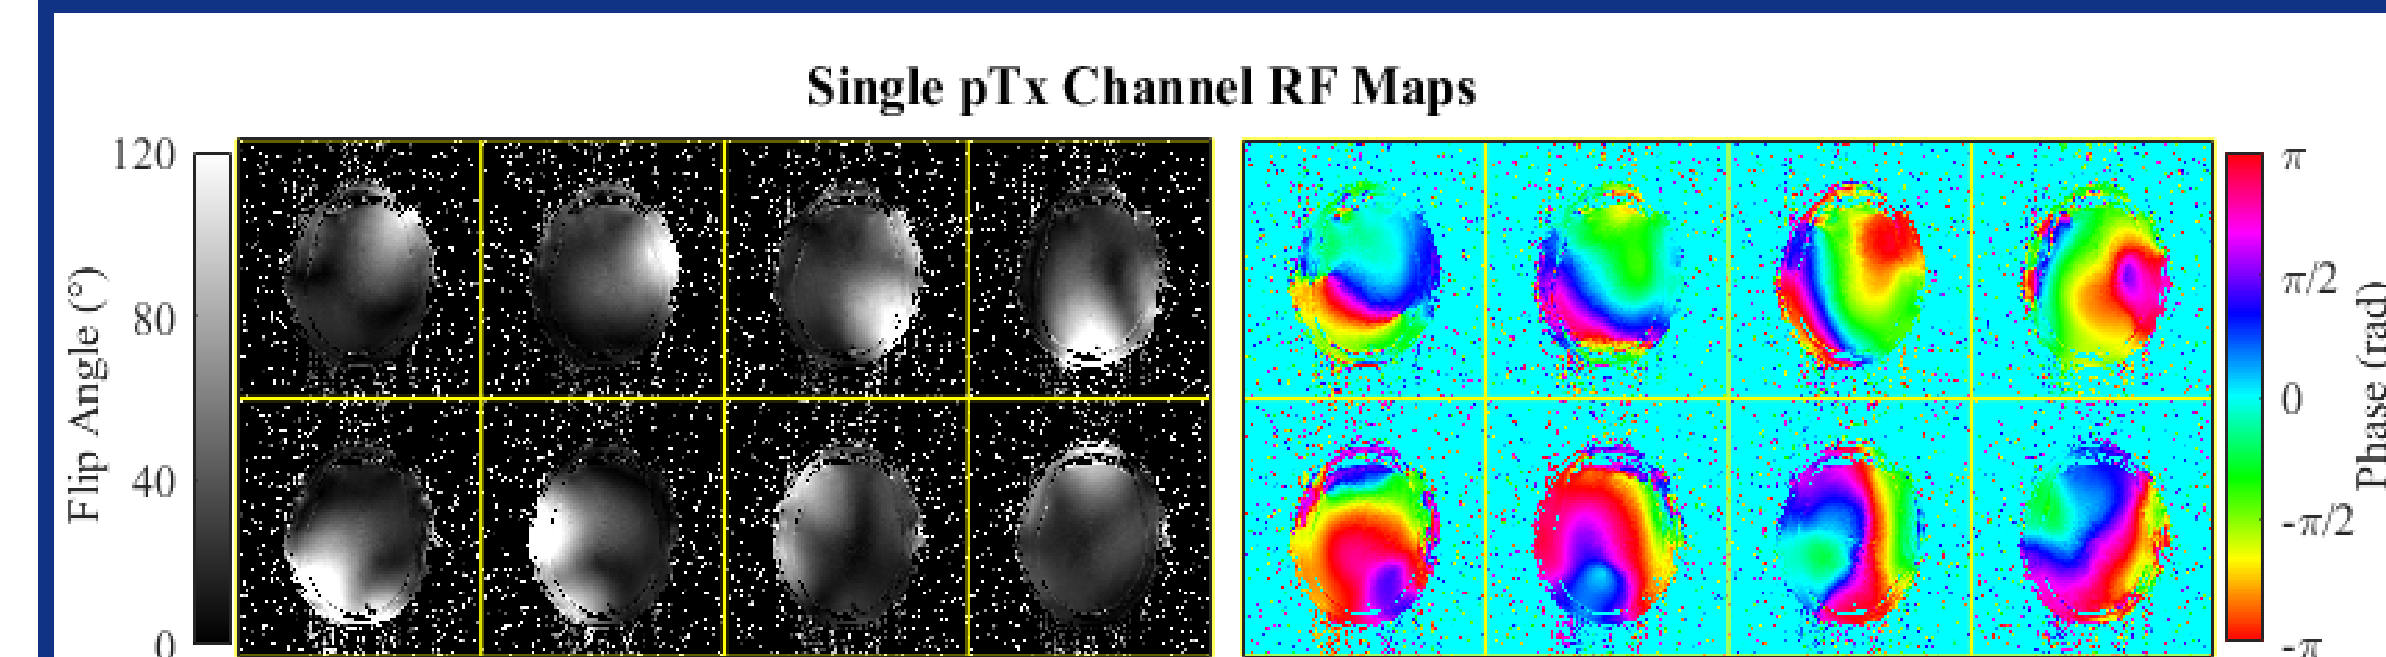 Single pTx Channel RF Maps
120
80
40
0
Flip Angle (°)
π
π/2
0
-π/2
-π
Phase (rad)